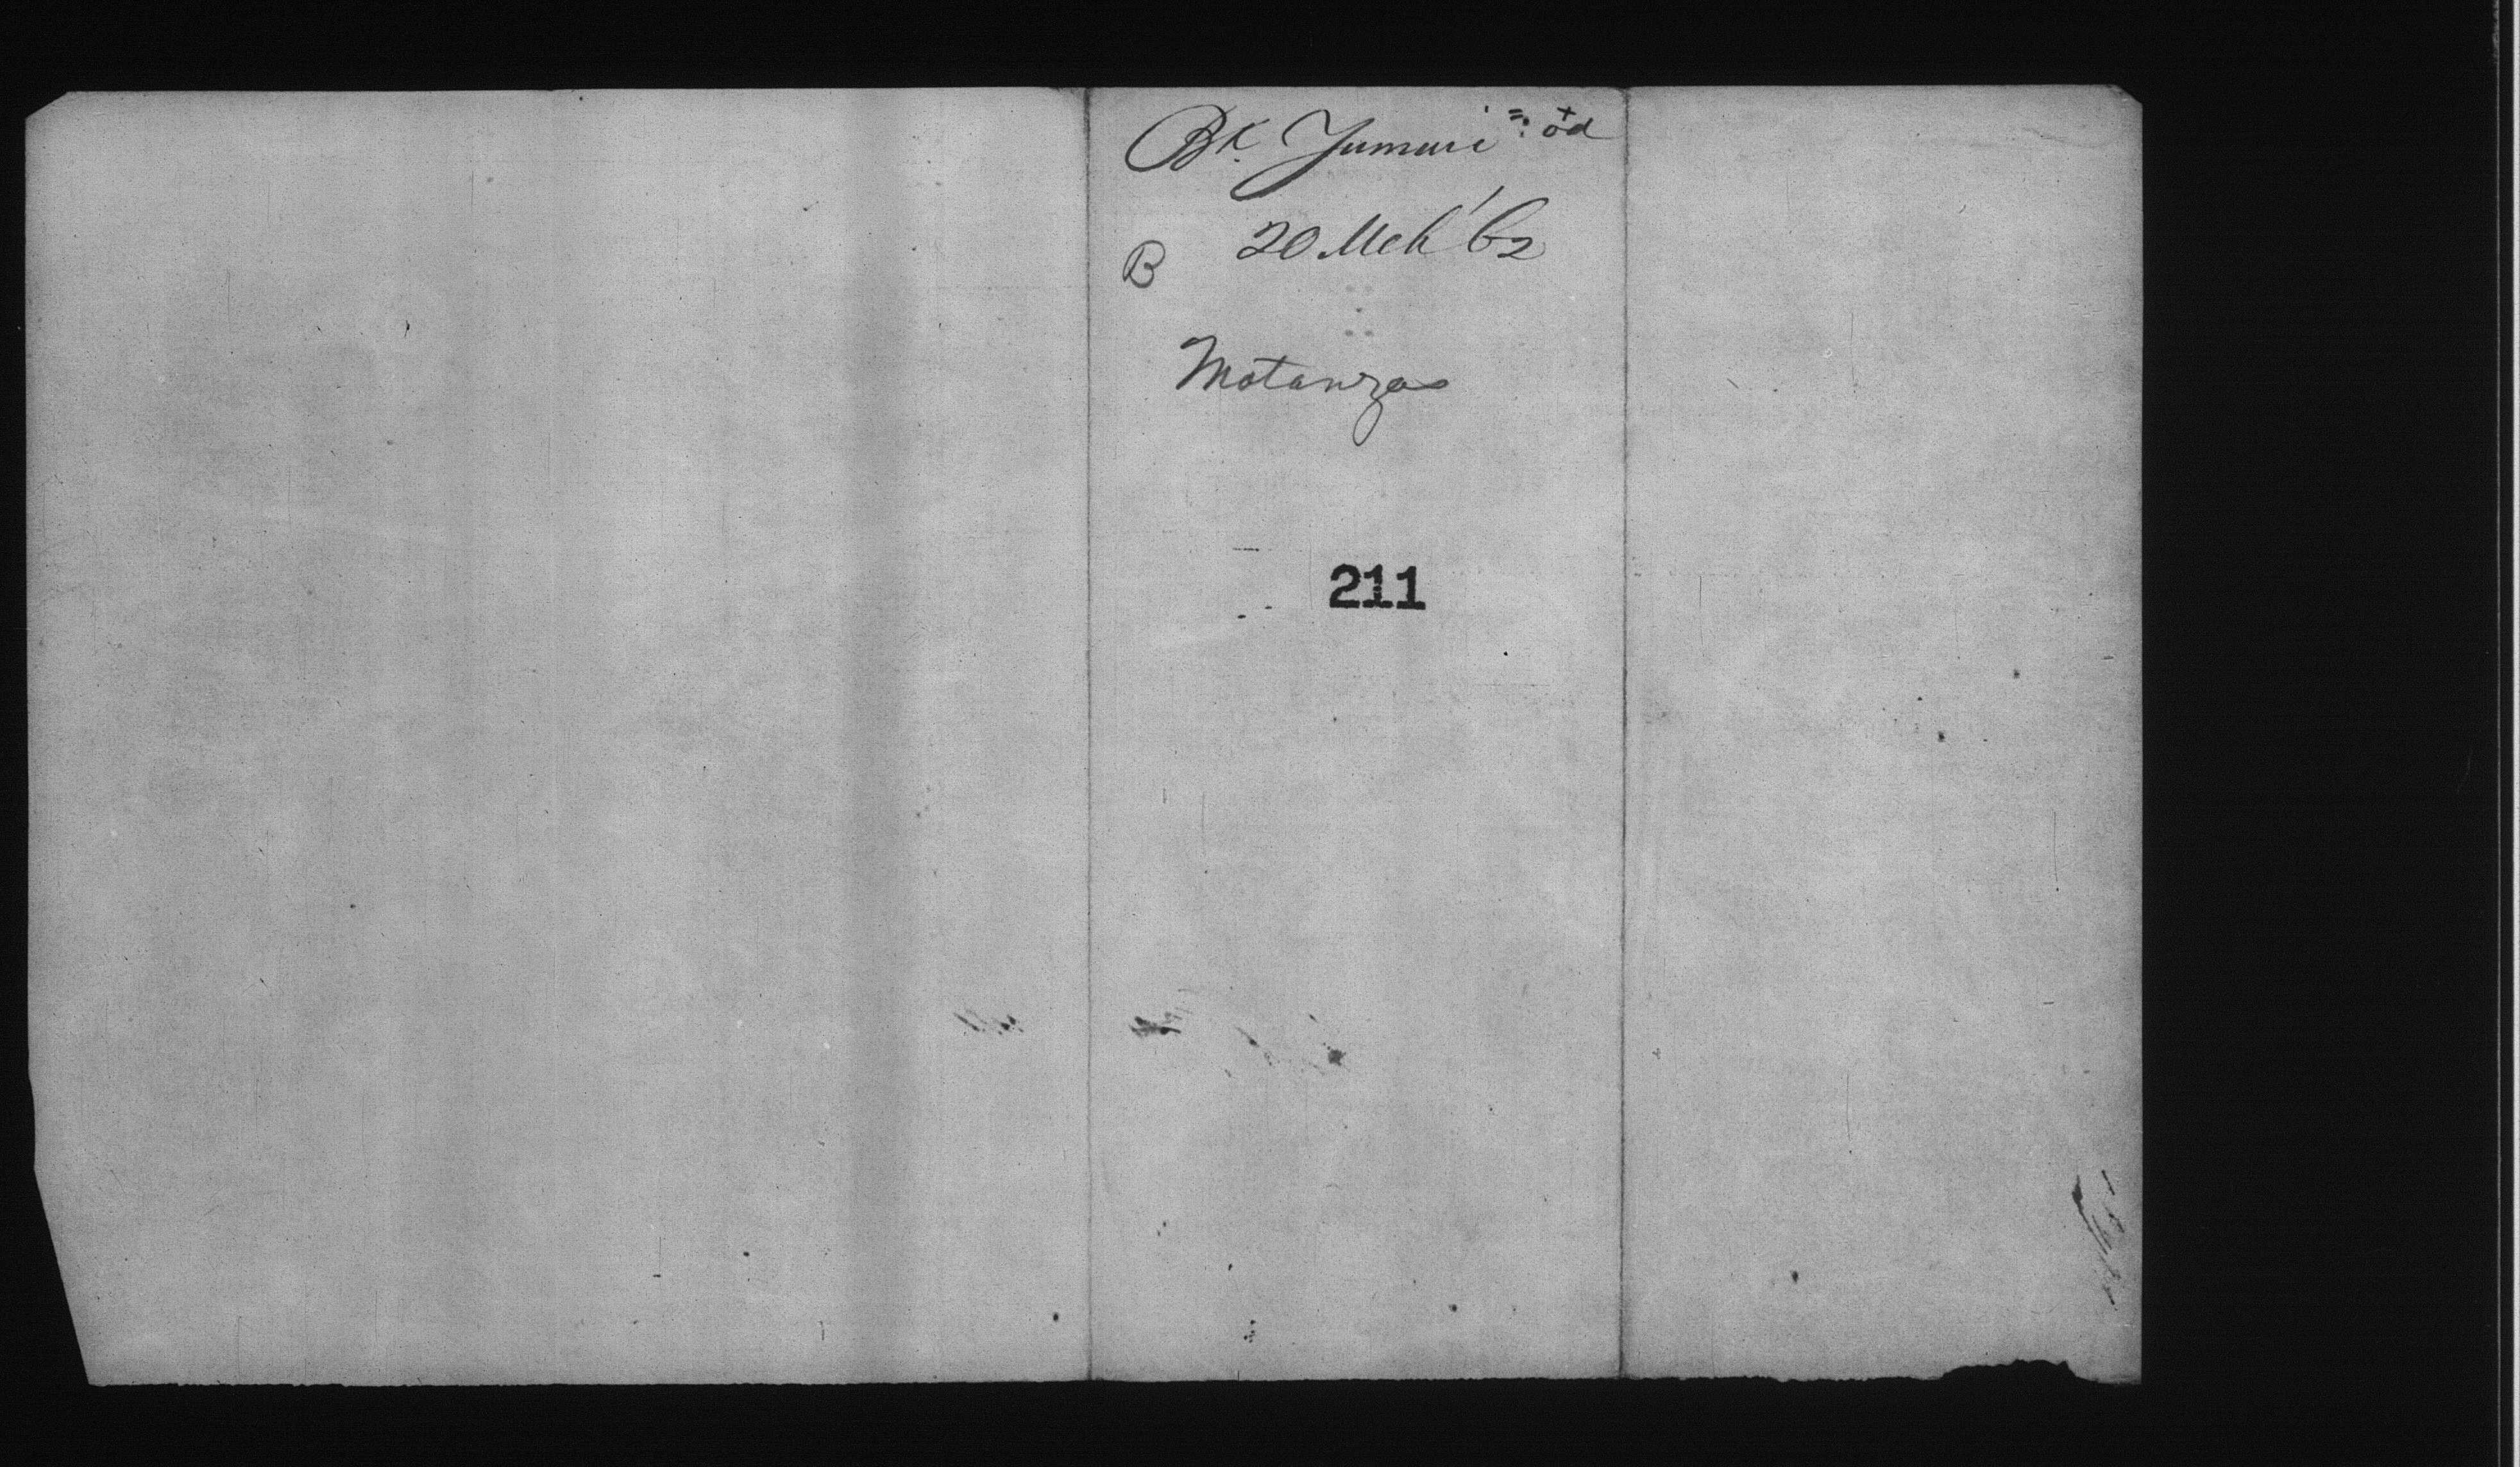 Bk. Yumuri
20 Mch '62
B
Matanzas
211